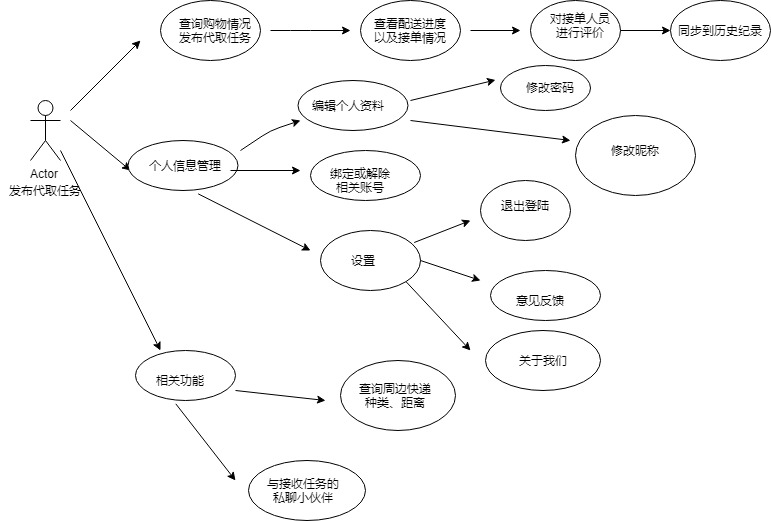 查询购物情况
发布代取任务
查看配送进度
以及接单情况
对接单人员
进行评价
同步到历史纪录
编辑个人资料
修改密码
Actor
发布代取任务
个人信息管理
绑定或解除
相关账号
修改昵称
设置
退出登陆
意见反馈
关于我们
相关功能
查询周边快递
种类、距离
与接收任务的
私聊小伙伴